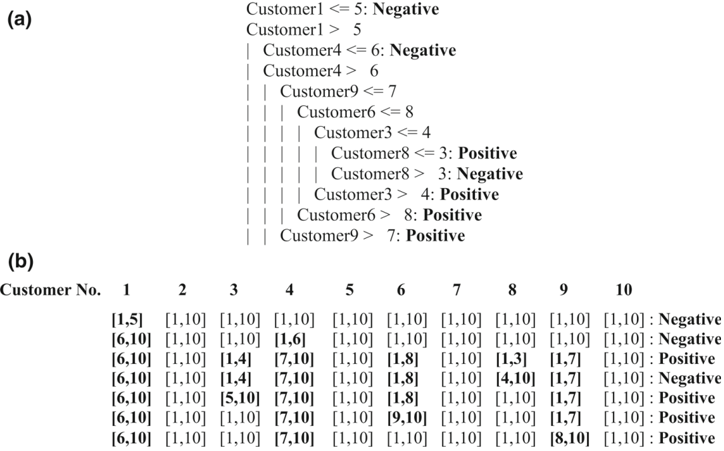 (a)
Customer1 <= 5: Negative
Customer1 > 5
| Customer4 <= 6: Negative
| Customer4 > 6
| | Customer9 <= 7
| | | Customer6 <= 8
| | | | Customer3 <= 4
| | | | | Customer8 <= 3: Positive
| | | | | Customer8 > 3: Negative
| | | | Customer3 > 4: Positive
| | | Customer6 > 8: Positive
| | Customer9 > 7: Positive
(b)
Customer No. 1 2 3 4 5 6 7 8 9 10
[1,5] [1,10] [1,10] [1,10] [1,10] [1,10] [1,10] [1,10] [1,10] [1,10] : Negative
[6,10] [1,10] [1,10] [1,6] [1,10] [1,10] [1,10] [1,10] [1,10] [1,10] : Negative
[6,10] [1,10] [1,4] [7,10] [1,10] [1,8] [1,10] [1,3] [1,7] [1,10] : Positive
[6,10] [1,10] [1,4] [7,10] [1,10] [1,8] [1,10] [4,10] [1,7] [1,10] : Negative
[6,10] [1,10] [5,10] [7,10] [1,10] [1,8] [1,10] [1,10] [1,7] [1,10] : Positive
[6,10] [1,10] [1,10] [7,10] [1,10] [9,10] [1,10] [1,10] [1,7] [1,10] : Positive
[6,10] [1,10] [1,10] [7,10] [1,10] [1,10] [1,10] [1,10] [8,10] [1,10] : Positive